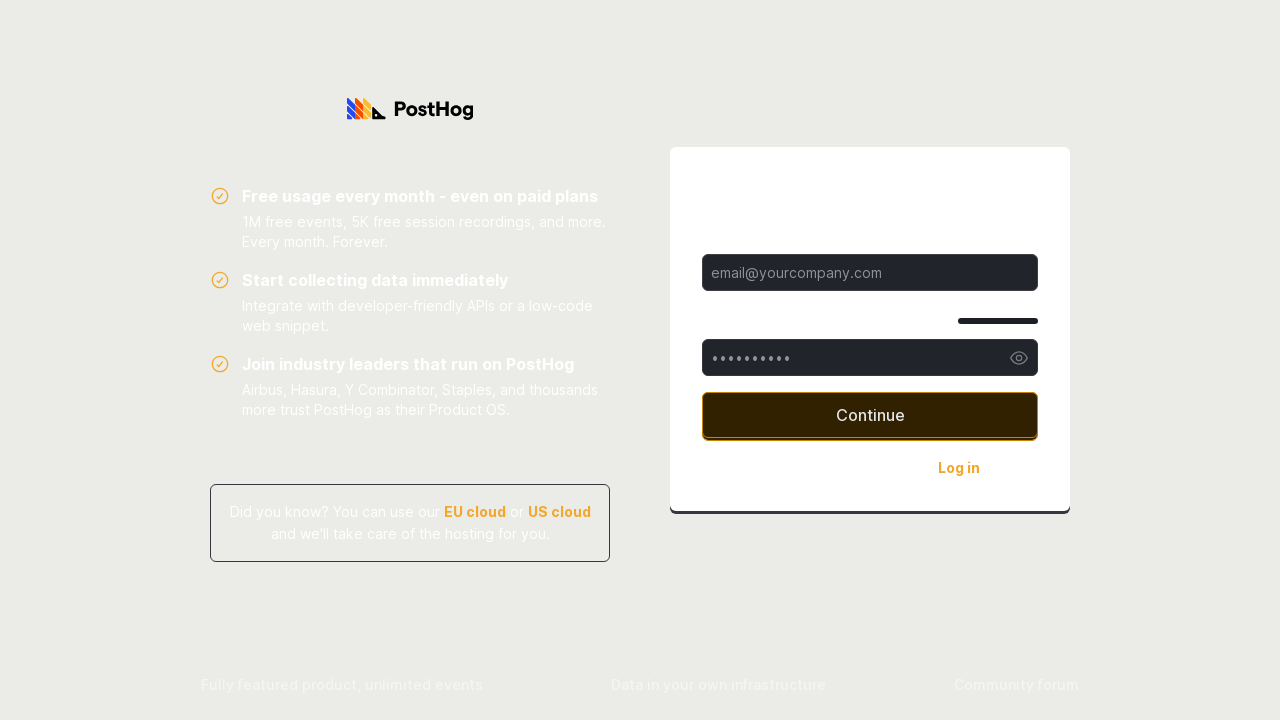 PostHog
Free usage every month - even on paid plans
1M free events, 5K free session recordings, and more.
Every month. Forever.
Start collecting data immediately
Integrate with developer-friendly APIs or a low-code
web snippet.
Join industry leaders that run on PostHog
Airbus, Hasura, Y Combinator, Staples, and thousands
more trust PostHog as their Product OS.
Did you know? You can use our EU cloud or US cloud
and we'll take care of the hosting for you.
email@yourcompany.com
••••••••••
Continue
Log in
Fully featured product, unlimited events
Data in your own infrastructure
Community forum